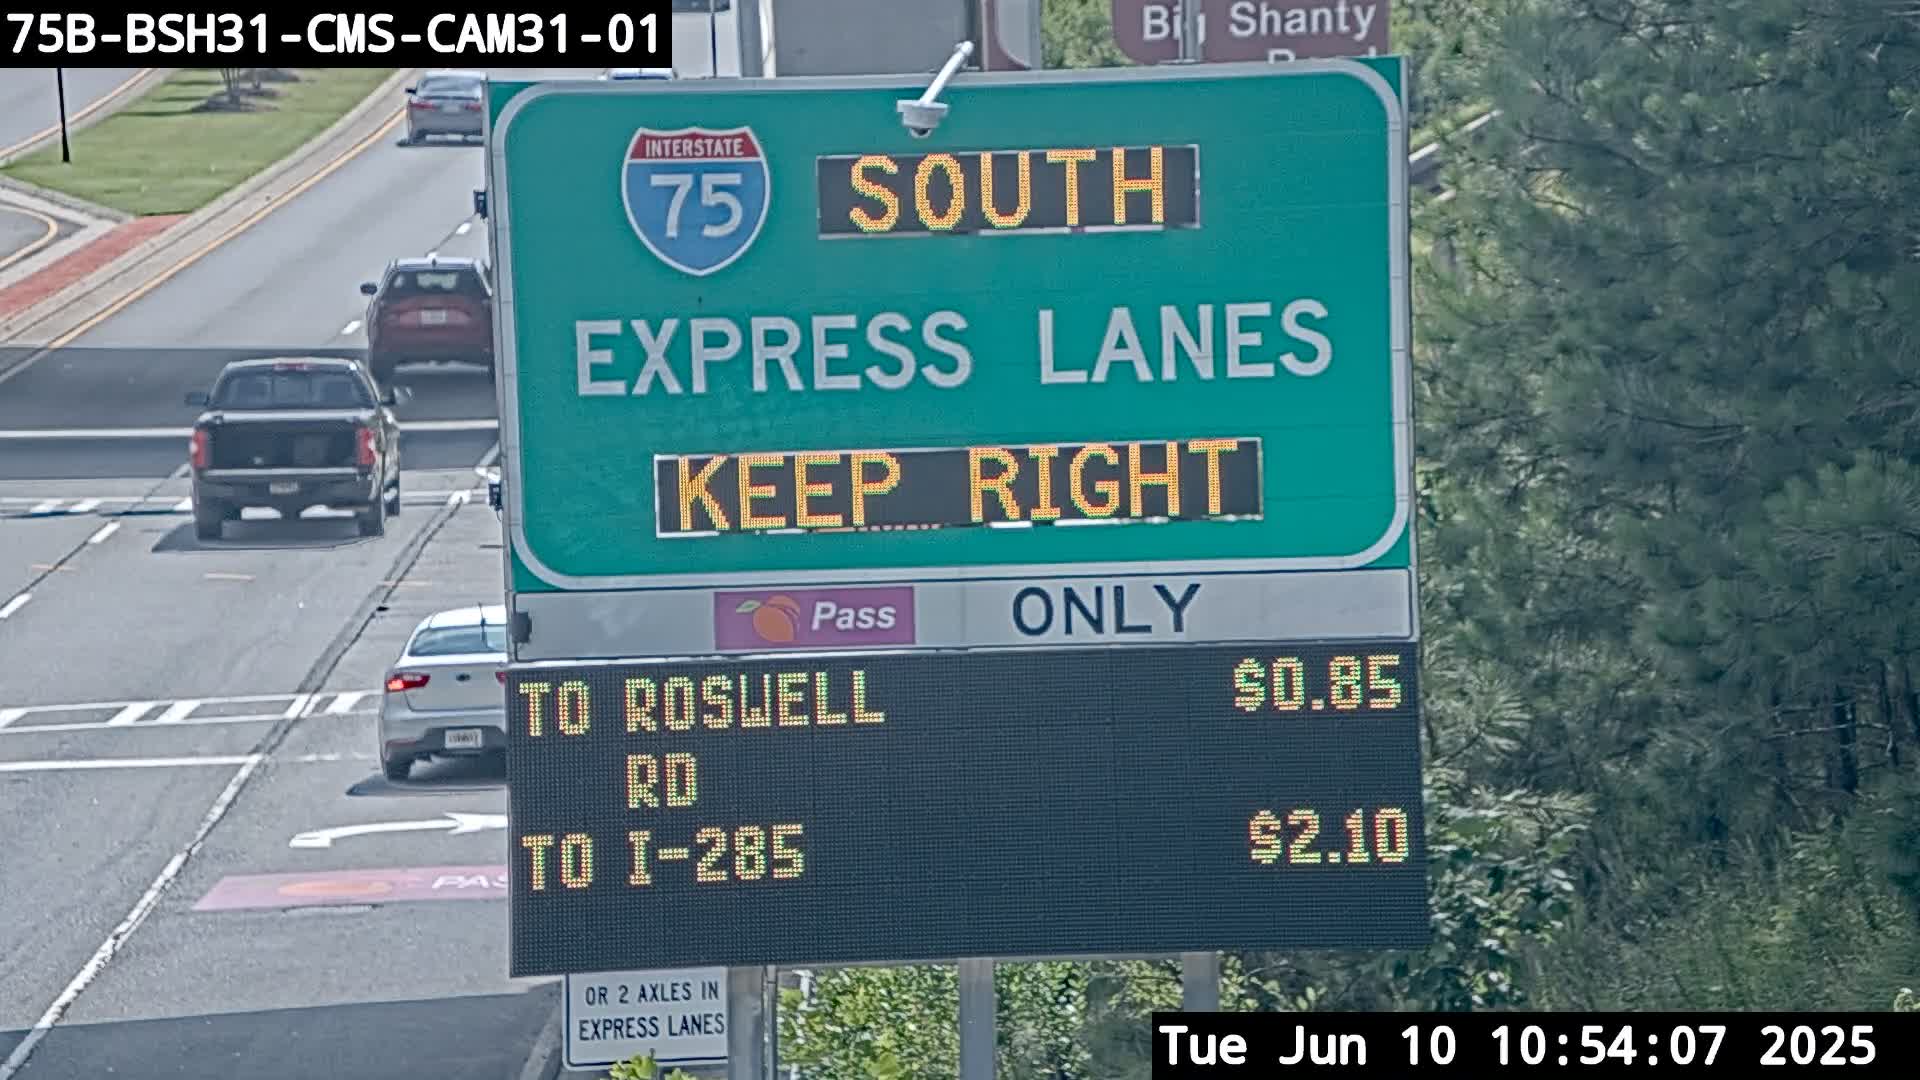 75B-BSH31-CMS-CAM31-01
Big Shanty
Road
INTERSTATE
75
SOUTH
EXPRESS LANES
KEEP RIGHT
Pass ONLY
TO ROSWELL $0.85
RD
TO I-285 $2.10
PAS
OR 2 AXLES IN
EXPRESS LANES
Tue Jun 10 10:54:07 2025